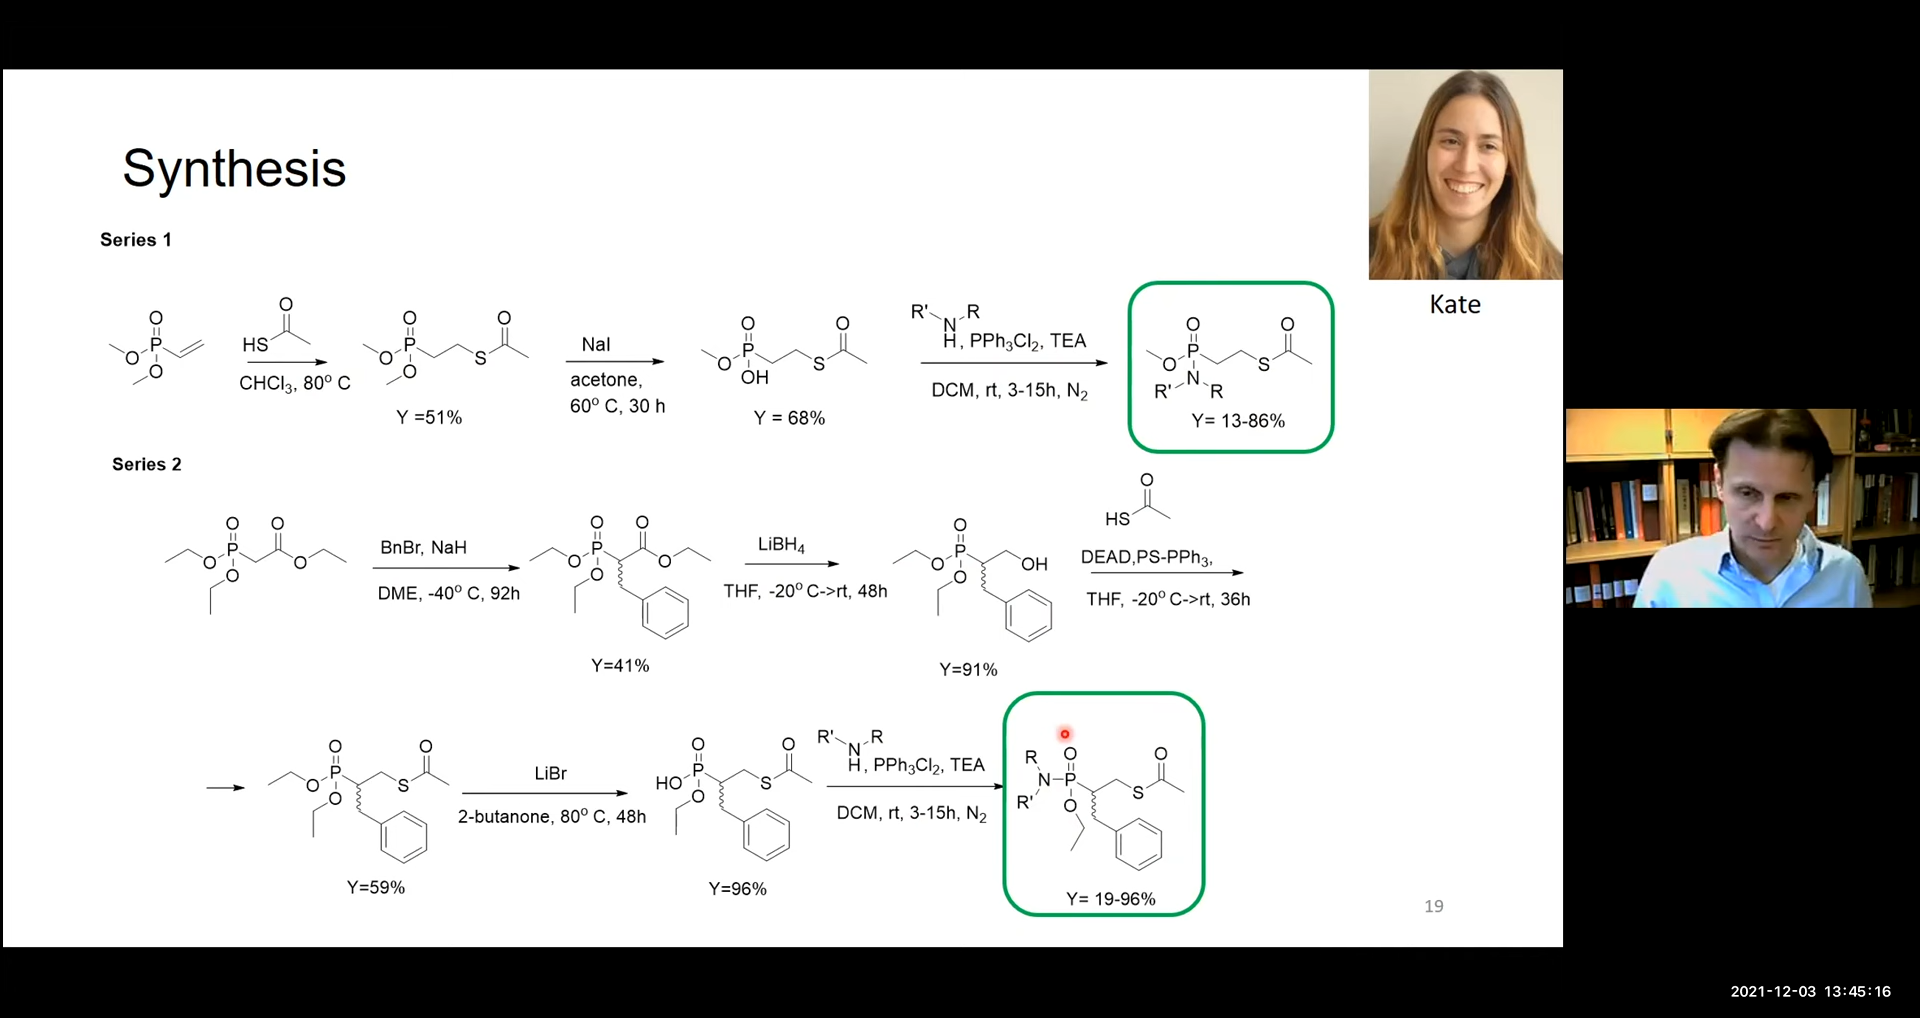 Synthesis
Kate
Series 1
O
P
O
O
O
HS
CHCl3, 80° C
O
P
O
O
S
O
Y =51%
NaI
acetone,
60° C, 30 h
O
P
O
OH
S
O
Y = 68%
R' N R
H , PPh3Cl2, TEA
DCM, rt, 3-15h, N2
O
O P
N
R' R
S
O
Y= 13-86%
Series 2
O
P
O
O
O
O
BnBr, NaH
DME, -40° C, 92h
O
P
O
O
O
O
Y=41%
LiBH4
THF, -20° C->rt, 48h
O
P
O
O
OH
Y=91%
O
HS
DEAD,PS-PPh3,
THF, -20° C->rt, 36h
O
P
O
O
S
O
Y=59%
LiBr
2-butanone, 80° C, 48h
O
HO P
O
S
O
Y=96%
R' N R
H , PPh3Cl2, TEA
DCM, rt, 3-15h, N2
R O
N P
R' O
S
O
Y= 19-96%
19
2021-12-03 13:45:16